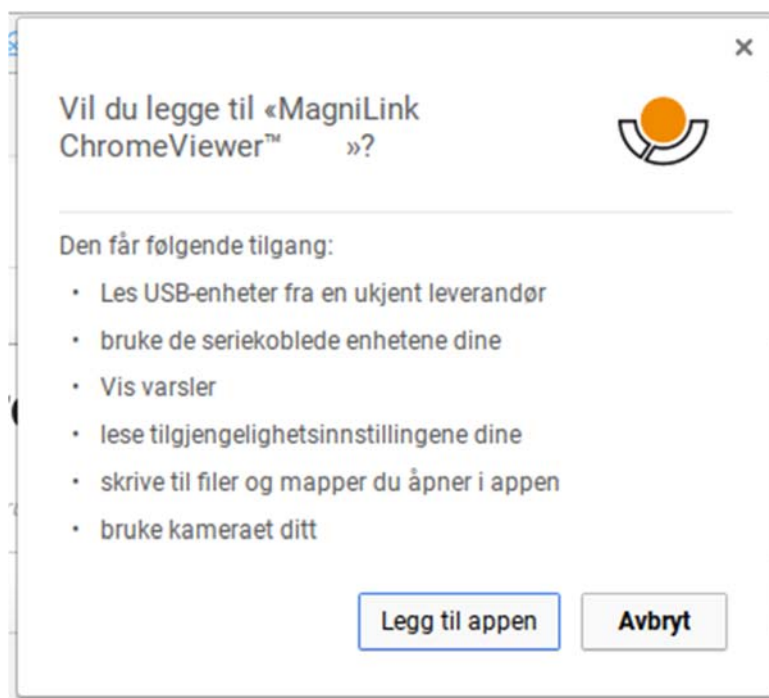 Vil du legge til «MagniLink
ChromeViewer™ »?
Den får følgende tilgang:
• Les USB-enheter fra en ukjent leverandør
• bruke de seriekoblede enhetene dine
• Vis varsler
• lese tilgjengelighetsinnstillingene dine
• skrive til filer og mapper du åpner i appen
• bruke kameraet ditt
Legg til appen Avbryt